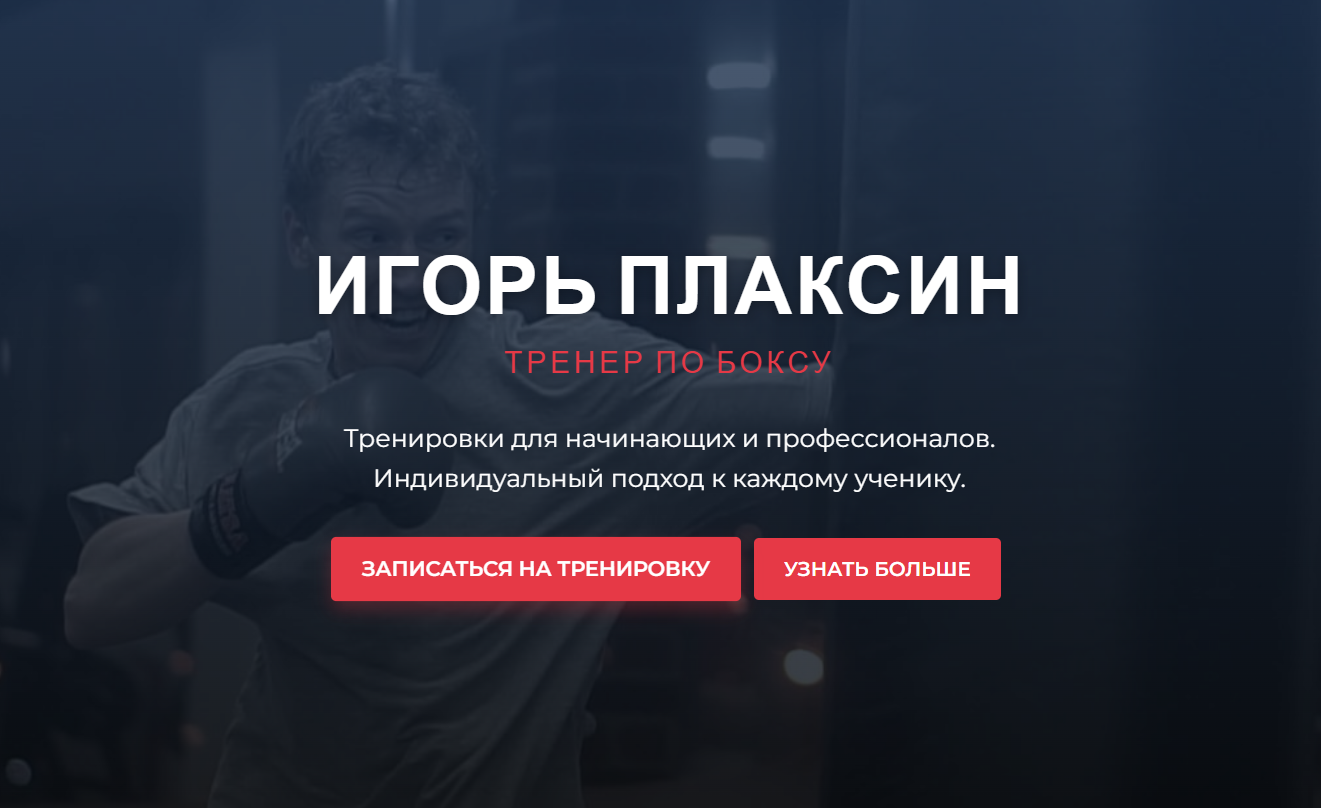 ИГОРЬ ПЛАКСИН
ТРЕНЕР ПО БОКСУ
Тренировки для начинающих и профессионалов.
Индивидуальный подход к каждому ученику.
ЗАПИСАТЬСЯ НА ТРЕНИРОВКУ
УЗНАТЬ БОЛЬШЕ